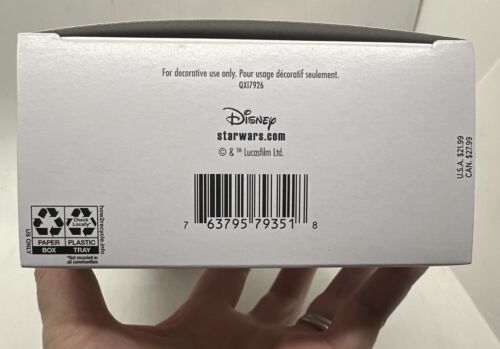 For decorative use only. Pour usage décoratif seulement.
QXI7926
Disney
starwars.com
© & ™ Lucasfilm Ltd.
7 63795 79351 8
U.S.A. $21.99
CAN. $27.99
US ONLY
PAPER
BOX
Check
Locally*
PLASTIC
TRAY
*Not recycled in
all communities
how2recycle.info